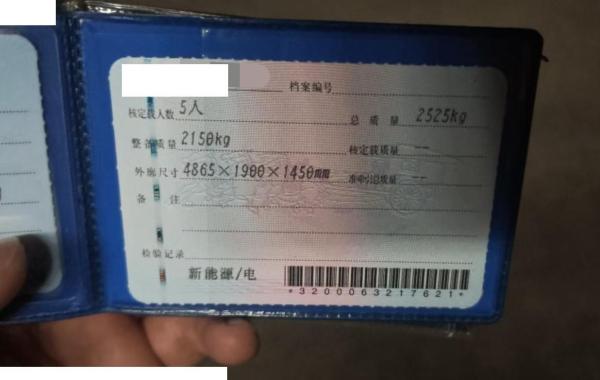 档案编号
核定载人数 5人 总质量 2525kg
整备质量 2150kg 核定载质量 --
外廓尺寸 4865×1900×1450mm 准牵引总质量 --
备注
检验记录
新能源/电
*3200063217621*